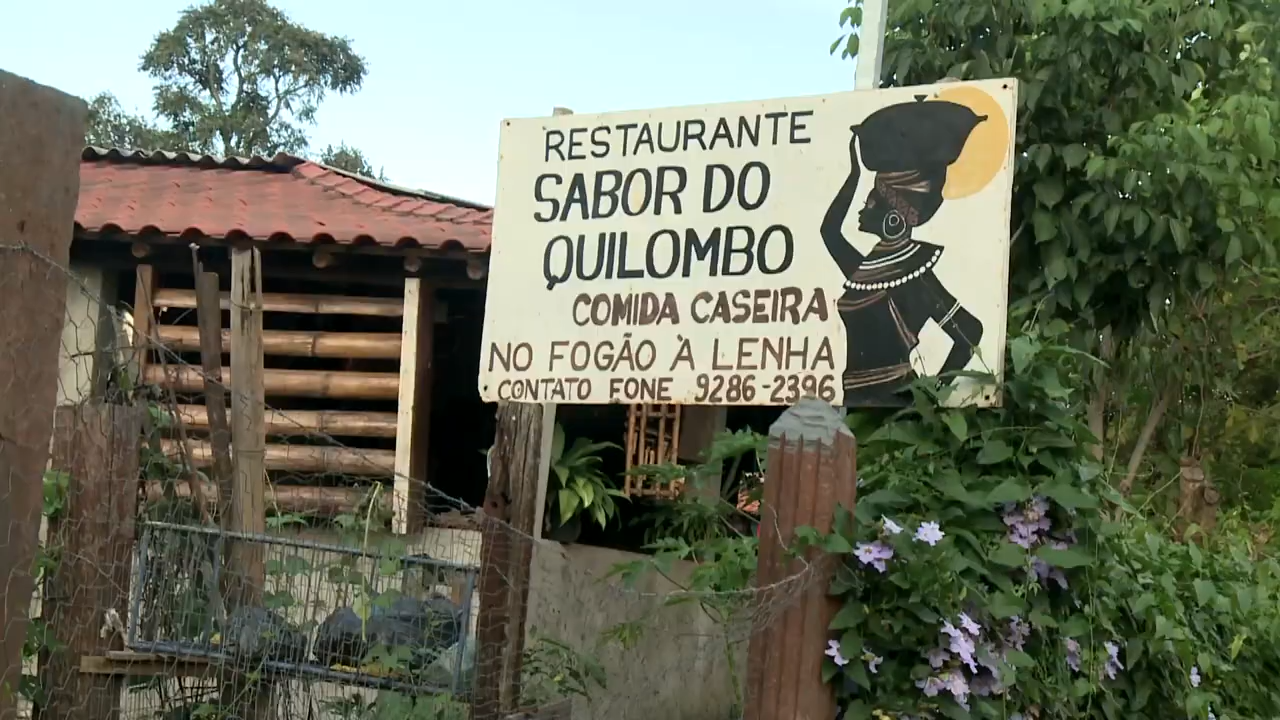 RESTAURANTE
SABOR DO
QUILOMBO
COMIDA CASEIRA
NO FOGÃO À LENHA
CONTATO FONE 9286-2396